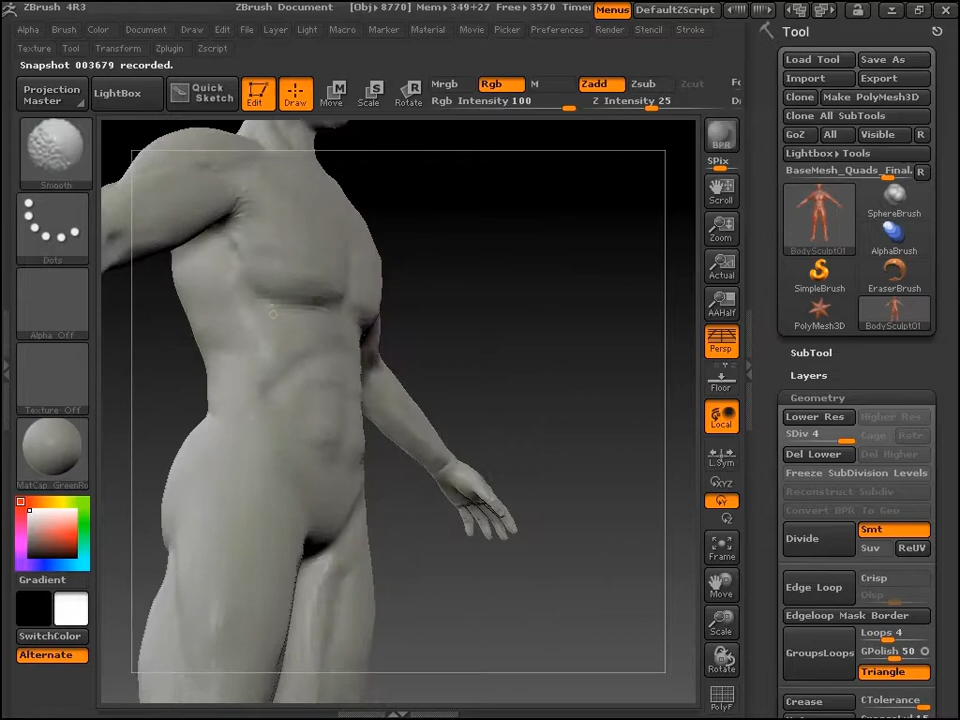 ZBrush 4R3
ZBrush Document
[Obj▸8770] Mem▸349+27 Free▸3570 Timer
Menus
DefaultZScript
Alpha Brush Color Document Draw Edit File Layer Light Macro Marker Material Movie Picker Preferences Render Stencil Stroke
Texture Tool Transform Zplugin Zscript
Snapshot 003679 recorded.
Projection Master
LightBox
Quick Sketch
Edit
Draw
Move
Scale
Rotate
Mrgb Rgb M
Rgb Intensity 100
Zadd Zsub
Z Intensity 25
Smooth
Dots
Alpha Off
Texture Off
MatCap_GreenRo
Gradient
SwitchColor
Alternate
BPR
SPix
Scroll
Zoom
Actual
AAHalf
Persp
Floor
Local
L.Sym
XYZ
Y
Z
Frame
Move
Scale
Rotate
PolyF
Tool
Load Tool Save As
Import Export
Clone Make PolyMesh3D
Clone All SubTools
GoZ All Visible R
Lightbox▸Tools
BaseMesh_Quads_Final. R
BodySculpt01
SphereBrush
AlphaBrush
SimpleBrush
EraserBrush
PolyMesh3D
BodySculpt01
SubTool
Layers
Geometry
Lower Res Higher Res
SDiv 4 Cage Rstr
Del Lower Del Higher
Freeze SubDivision Levels
Reconstruct Subdiv
Convert BPR To Geo
Divide
Smt
Suv ReUV
Edge Loop
Crisp
Disp
Edgeloop Mask Border
GroupsLoops
Loops 4
GPolish 50
Triangle
Crease
CTolerance